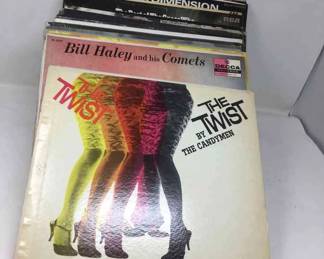 DIMENSION
RCA
Bill Haley and his Comets
DECCA
THE
TWIST
THE
TWIST
BY
THE CANDYMEN